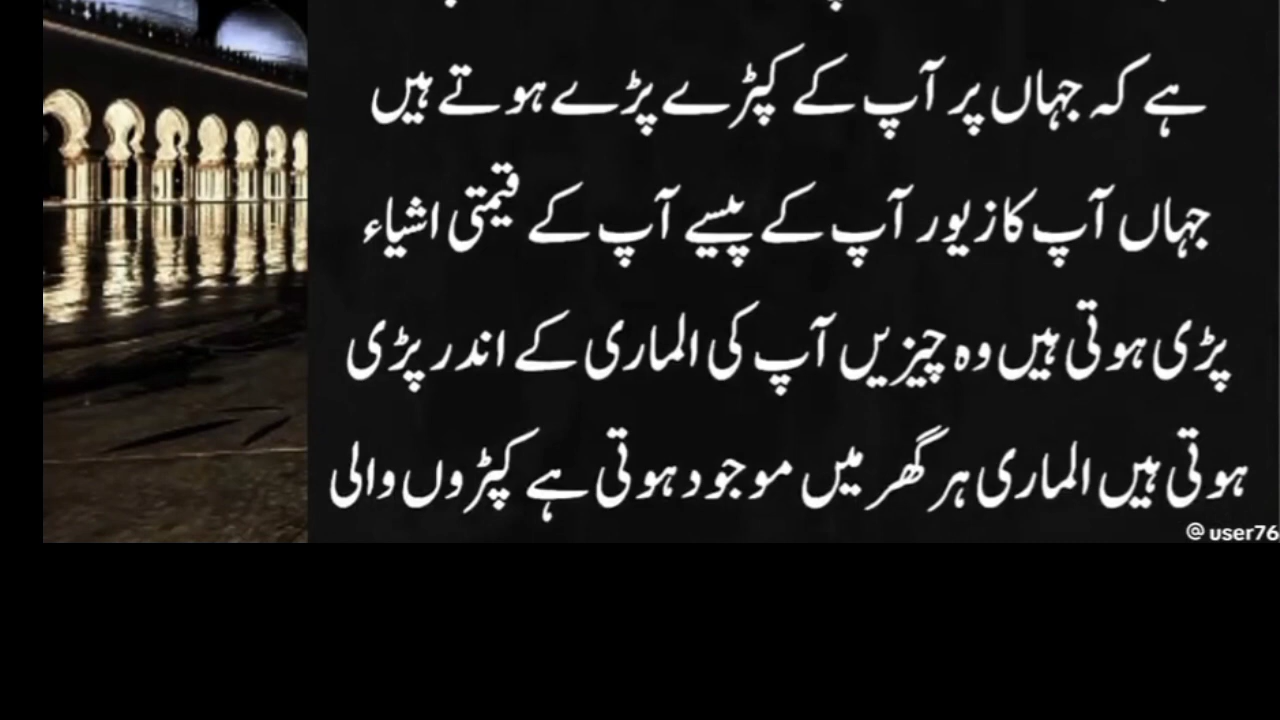 ہے کہ جہاں پر آپ کے کپڑے پڑے ہوتے ہیں
جہاں آپ کا زیور آپ کے پیسے آپ کے قیمتی اشیاء
پڑی ہوتی ہیں وہ چیزیں آپ کی الماری کے اندر پڑی
ہوتی ہیں الماری ہر گھر میں موجود ہوتی ہے کپڑوں والی
@user76